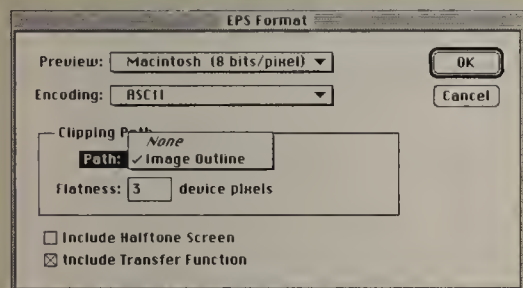 EPS Format
Preview: Macintosh (8 bits/pixel)
OK
Encoding: ASCII
Cancel
Clipping Path
None
Path: ✓ Image Outline
Flatness: 3 device pixels
Include Halftone Screen
Include Transfer Function